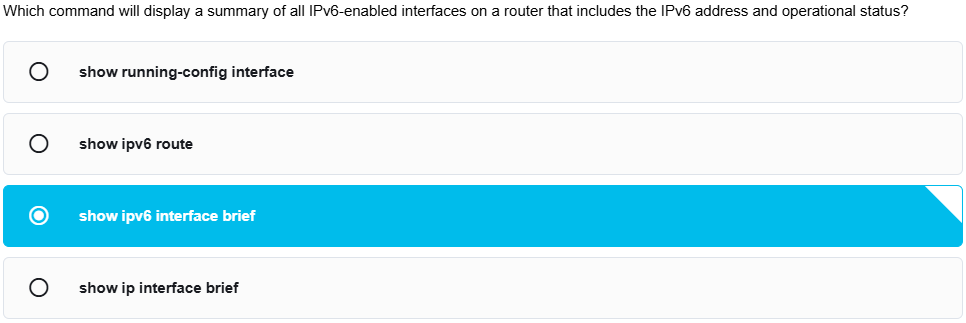 Which command will display a summary of all IPv6-enabled interfaces on a router that includes the IPv6 address and operational status?
show running-config interface
show ipv6 route
show ipv6 interface brief
show ip interface brief